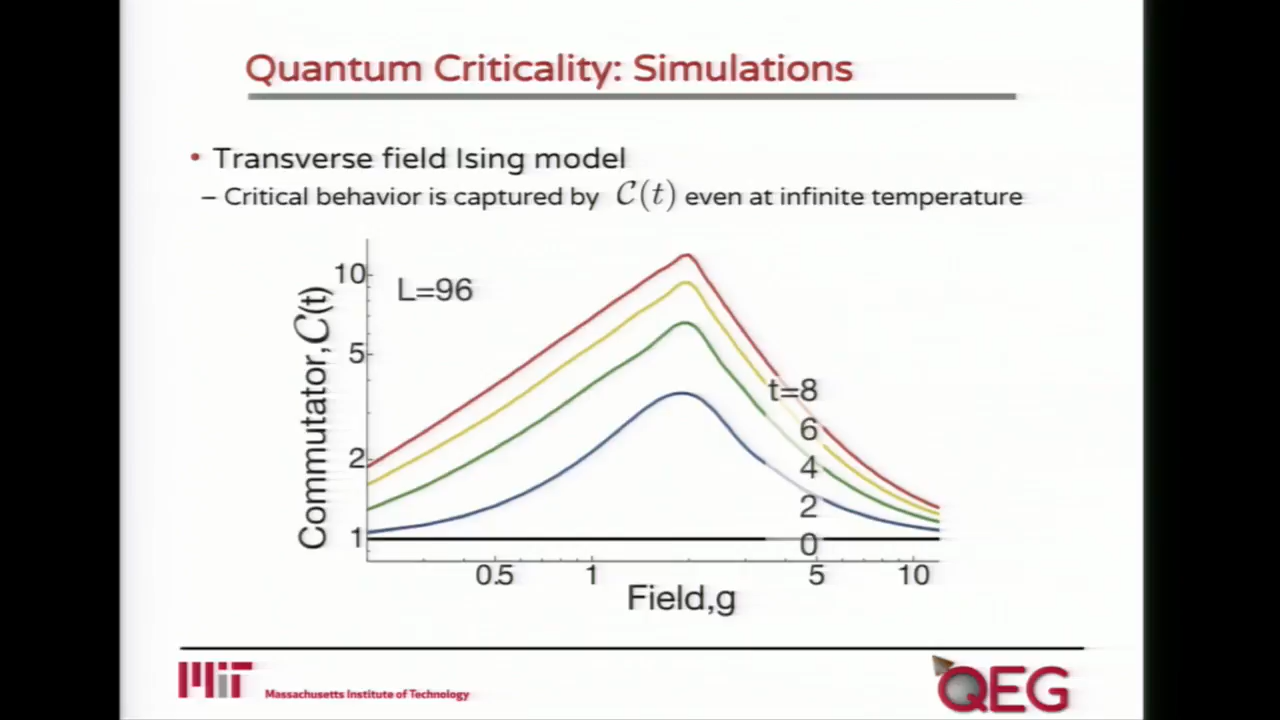 Quantum Criticality: Simulations
• Transverse field Ising model
– Critical behavior is captured by 𝒞(t) even at infinite temperature
Commutator,𝒞(t)
10
5
2
1
L=96
t=8
6
4
2
0
0.5
1
5
10
Field,g
MIT
Massachusetts Institute of Technology
QEG